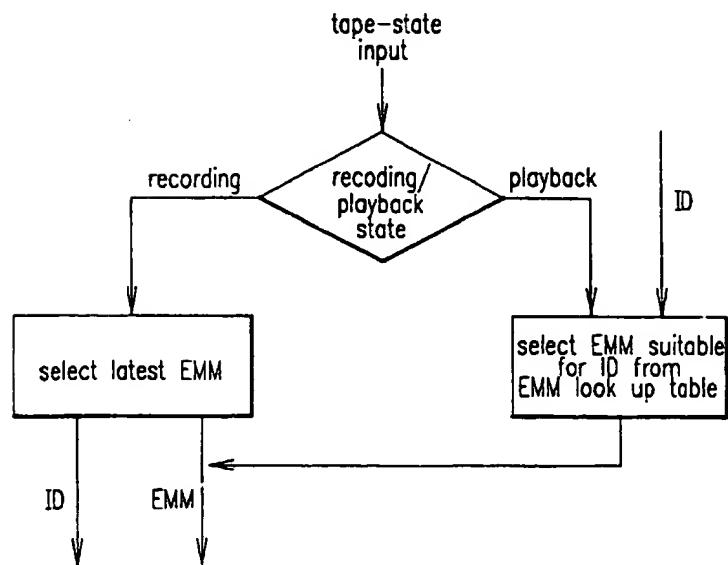 tape-state
input
recording
recoding/
playback
state
playback
ID
select latest EMM
select EMM suitable
for ID from
EMM look up table
ID
EMM